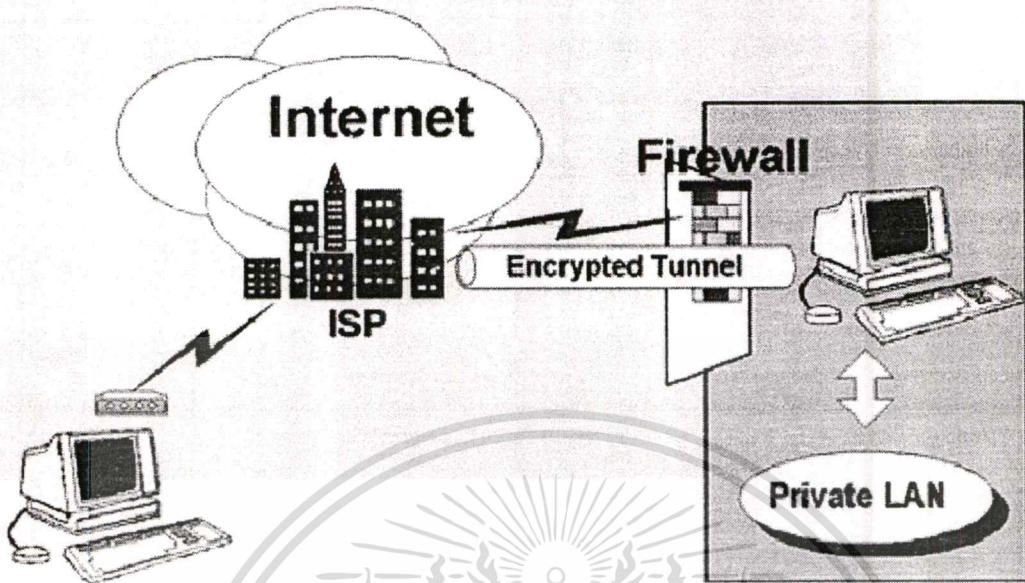 Internet
Firewall
Encrypted Tunnel
ISP
Private LAN